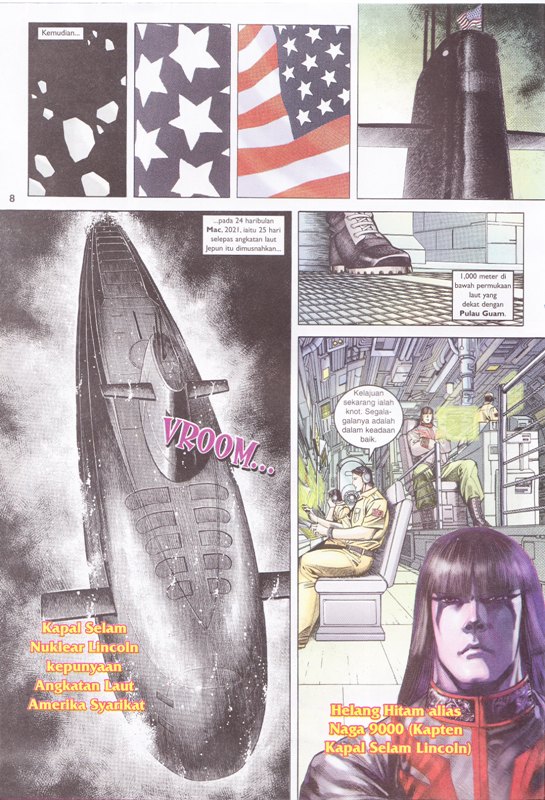 Kemudian...
8
...pada 24 haribulan
Mac, 2021, iaitu 25 hari
selepas angkatan laut
Jepun itu dimusnahkan...
1,000 meter di
bawah permukaan
laut yang
dekat dengan
Pulau Guam.
VROOM...
Kapal Selam
Nuklear Lincoln
kepunyaan
Angkatan Laut
Amerika Syarikat
Kelajuan
sekarang ialah
knot. Segala-
galanya adalah
dalam keadaan
baik.
Helang Hitam alias
Naga 9000 (Kapten
Kapal Selam Lincoln)